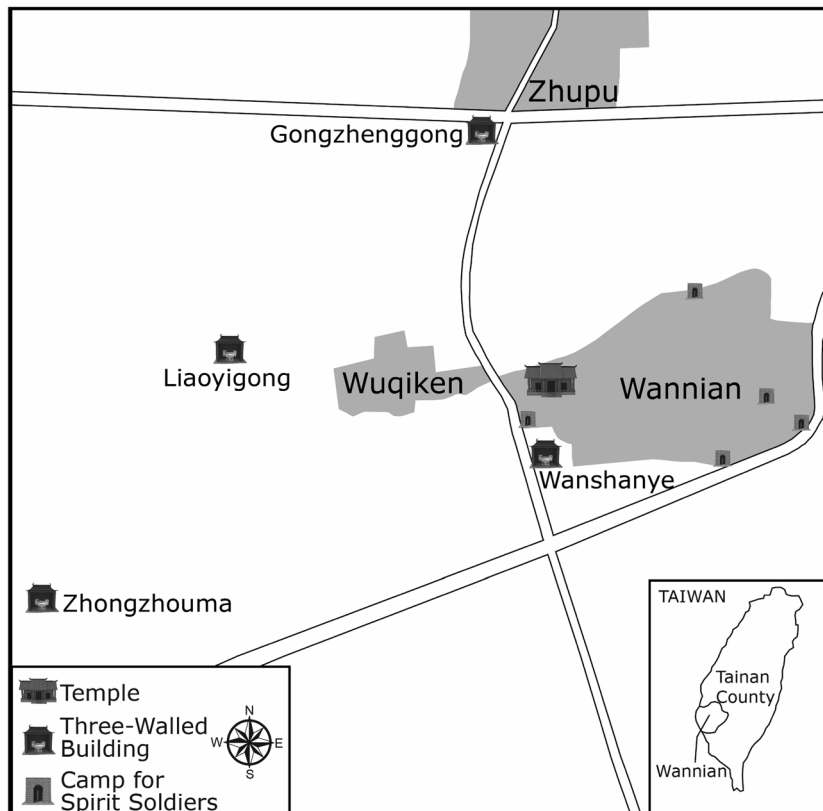 Zhupu
Gongzhenggong
Liaoyigong
Wuqiken
Wannian
Wanshanye
Zhongzhouma
Temple
Three-Walled
Building
Camp for
Spirit Soldiers
N
W
E
S
TAIWAN
Tainan
County
Wannian